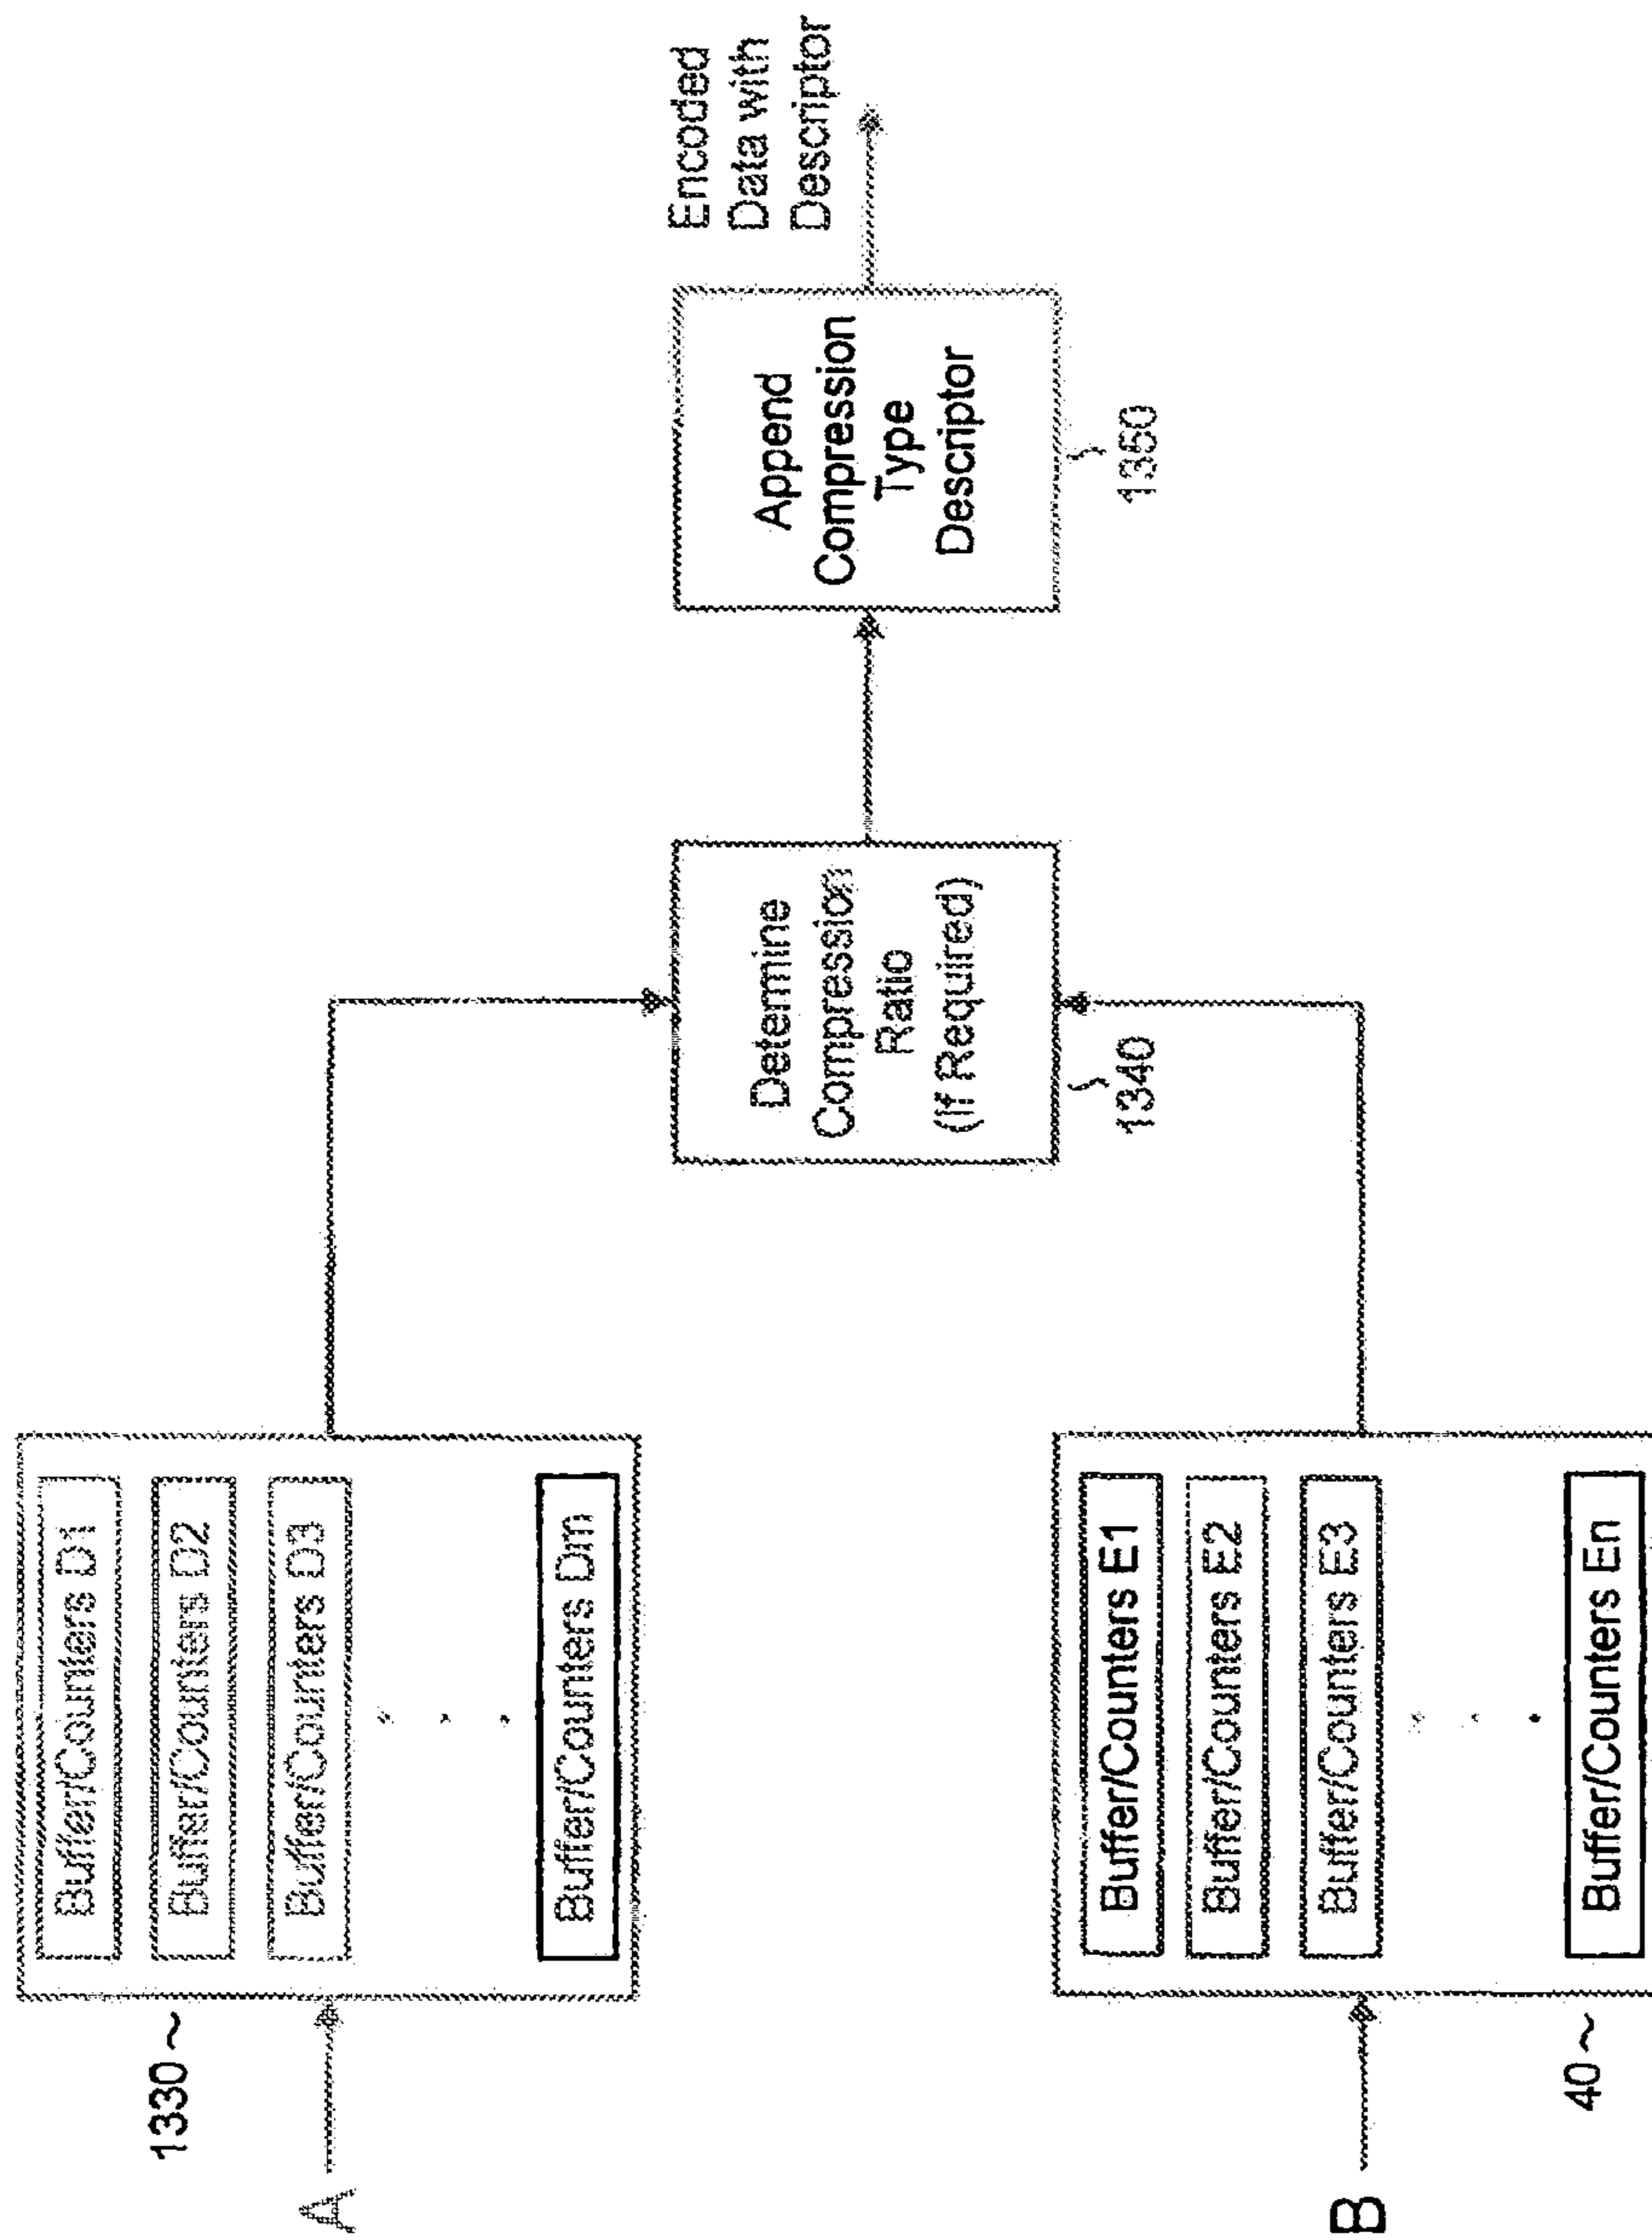 A
1330
Buffer/Counters D1
Buffer/Counters D2
Buffer/Counters D3
Buffer/Counters Dm
B
40
Buffer/Counters E1
Buffer/Counters E2
Buffer/Counters E3
Buffer/Counters En
Determine
Compression
Ratio
(If Required)
1340
Append
Compression
Type
Descriptor
1350
Encoded
Data with
Descriptor